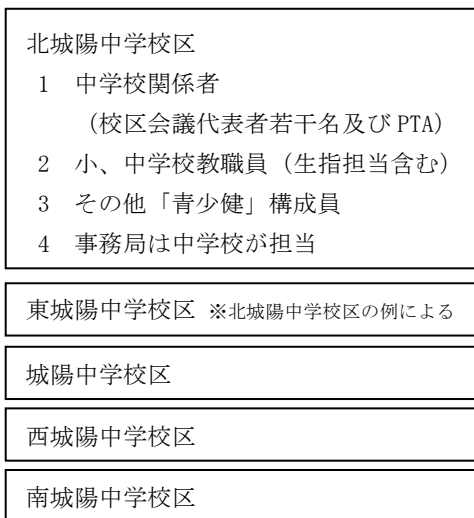 北城陽中学校区
1 中学校関係者
（校区会議代表者若干名及び PTA）
2 小、中学校教職員（生指担当含む）
3 その他「青少健」構成員
4 事務局は中学校が担当
東城陽中学校区 ※北城陽中学校区の例による
城陽中学校区
西城陽中学校区
南城陽中学校区